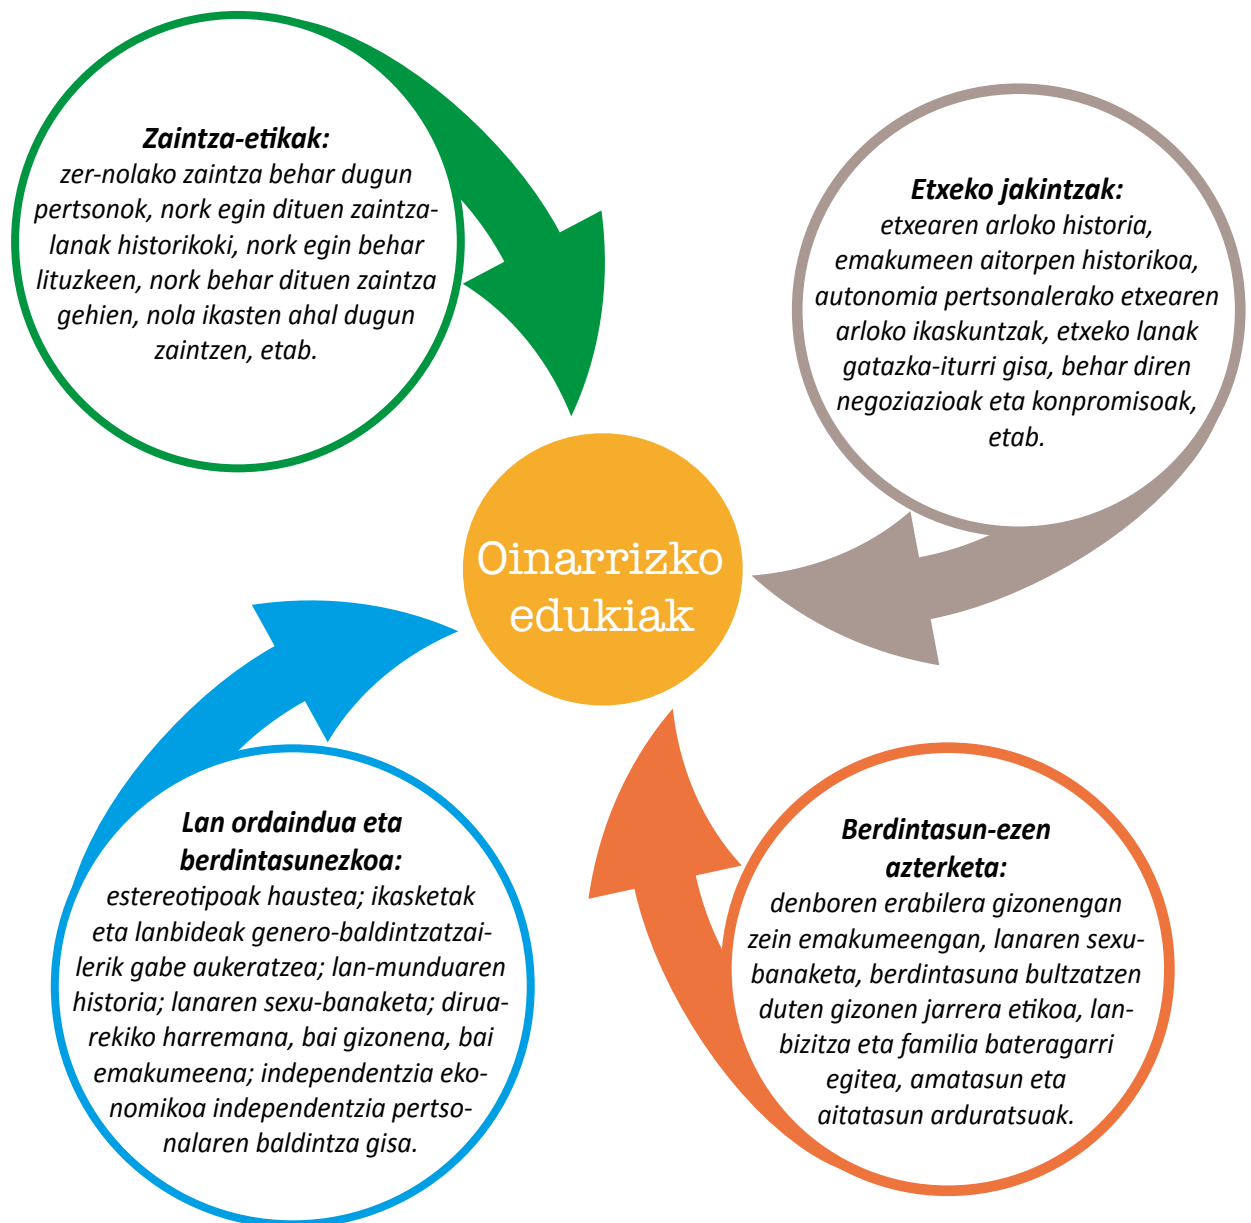 Zaintza-etikak:
zer-nolako zaintza behar dugun
pertsonok, nork egin dituen zaintza-
lanak historikoki, nork egin behar
lituzkeen, nork behar dituen zaintza
gehien, nola ikasten ahal dugun
zaintzen, etab.
Etxeko jakintzak:
etxearen arloko historia,
emakumeen aitorpen historikoa,
autonomia pertsonalerako etxearen
arloko ikaskuntzak, etxeko lanak
gatazka-iturri gisa, behar diren
negoziazioak eta konpromisoak,
etab.
Oinarrizko
edukiak
Lan ordaindua eta
berdintasunezkoa:
estereotipoak haustea; ikasketak
eta lanbideak genero-baldintzatzai-
lerik gabe aukeratzea; lan-munduaren
historia; lanaren sexu-banaketa; dirua-
rekiko harremana, bai gizonena, bai
emakumeena; independentzia eko-
nomikoa independentzia pertso-
nalaren baldintza gisa.
Berdintasun-ezen
azterketa:
denboren erabilera gizonengan
zein emakumeengan, lanaren sexu-
banaketa, berdintasuna bultzatzen
duten gizonen jarrera etikoa, lan-
bizitza eta familia bateragarri
egitea, amatasun eta
aitatasun arduratsuak.